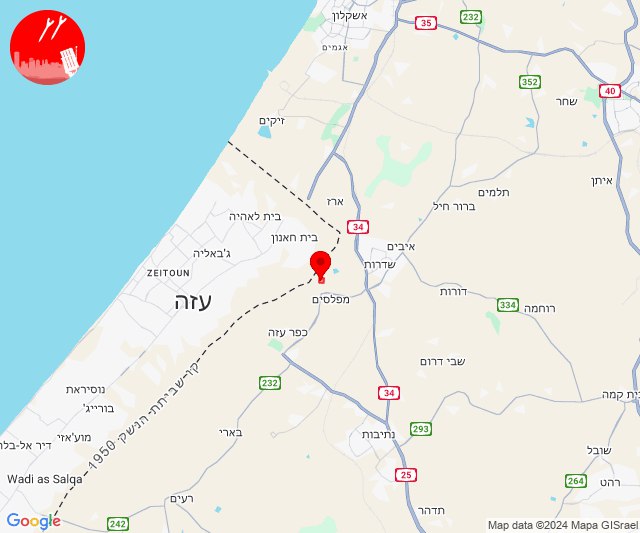 אשקלון
אגמים
35
232
352
40
שחר
זיקים
איתן
תלמים
ברור חיל
ארז
בית לאהיה
34
בית חאנון
איבים
ג'באליה
שדרות
ZEITOUN
עזה
מפלסים
דורות
334
רוחמה
כפר עזה
שבי דרום
קו שביתת-הנשק 1950
232
34
נוסיראת
בורייג'
בארי
293
נתיבות
מוע'אזי
דיר אל-בלח
שובל
Wadi as Salqa
25
264
רהט
רעים
תדהר
242
Google
Map data ©2024 Mapa GISrael